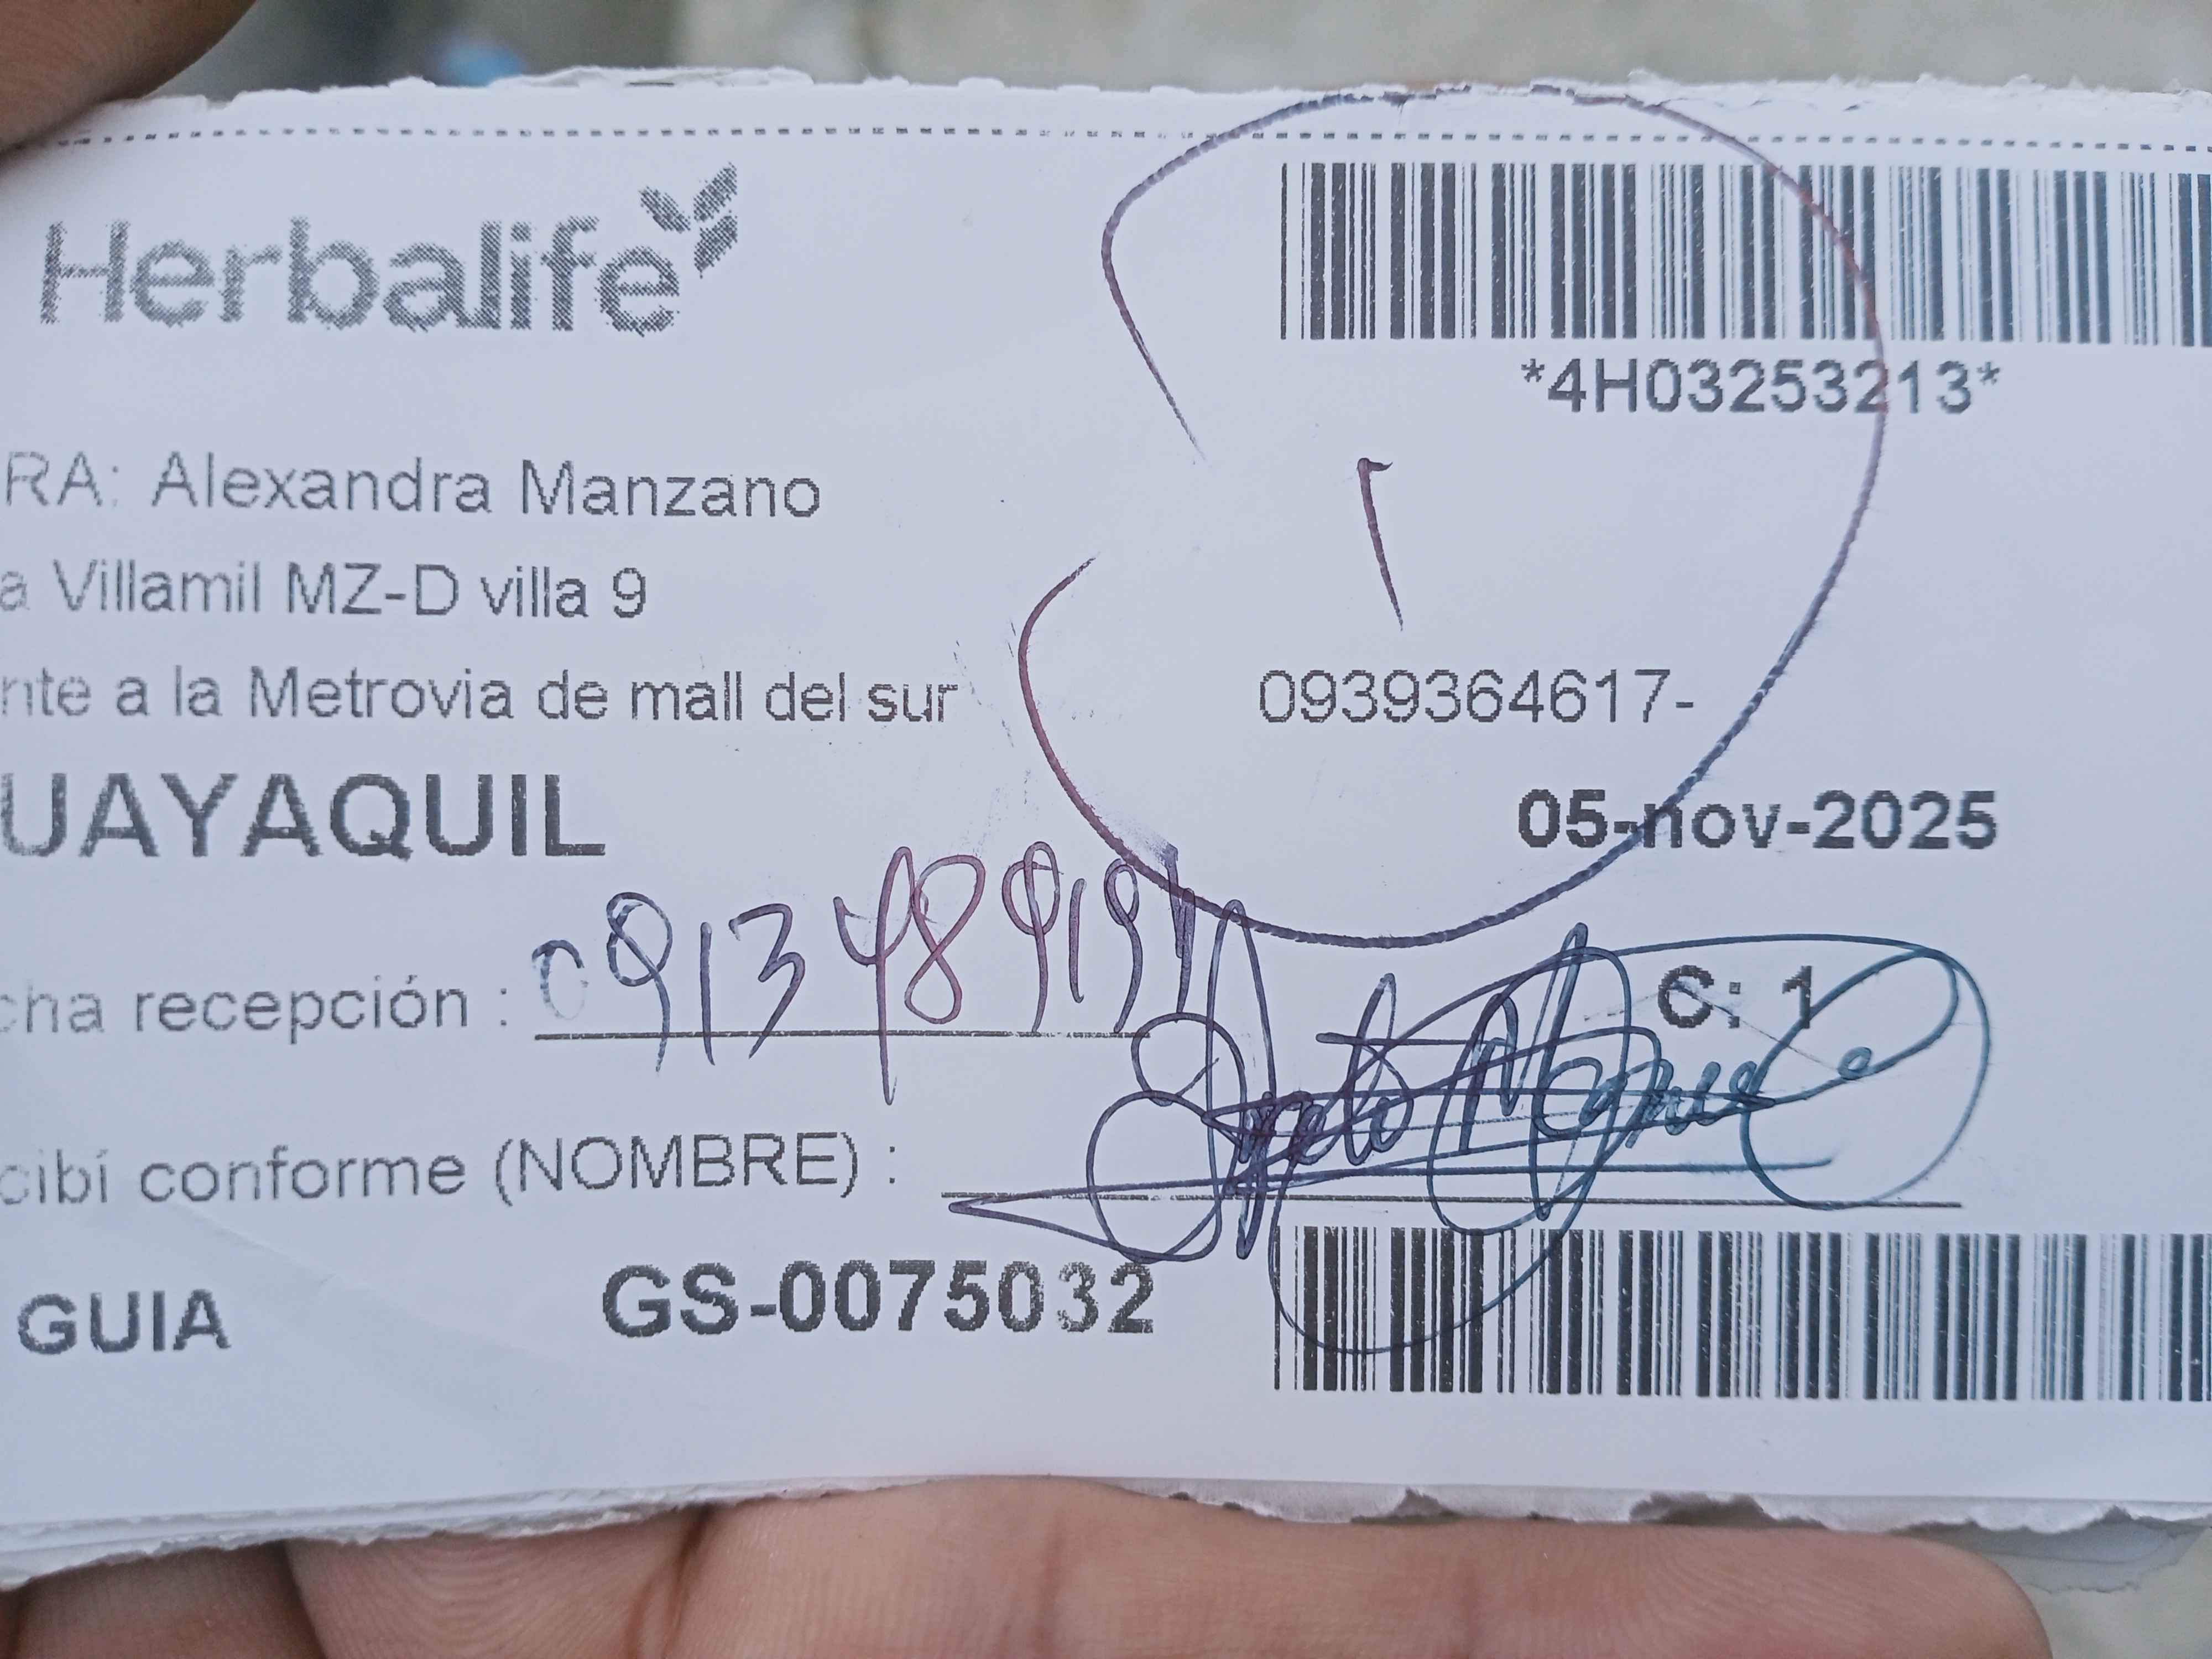 Herbalife
*4H03253213*
RA: Alexandra Manzano
a Villamil MZ-D villa 9
nte a la Metrovia de mall del sur 0939364617-
UAYAQUIL 05-nov-2025
cha recepción : C: 1
cibí conforme (NOMBRE) :
GUIA GS-0075032